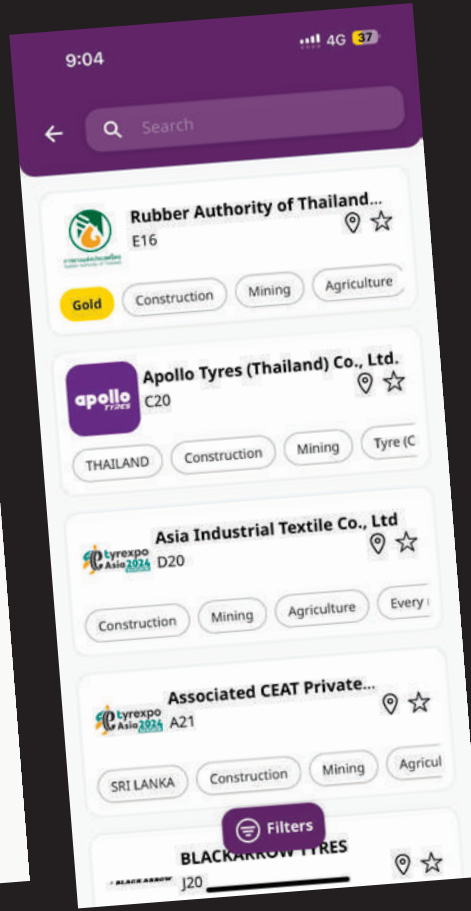 9:04
4G 37
Search
Rubber Authority of Thailand...
E16
Gold
Construction
Mining
Agriculture
apollo
TYRES
Apollo Tyres (Thailand) Co., Ltd.
C20
THAILAND
Construction
Mining
Tyre (C
Asia Industrial Textile Co., Ltd
tyrexpo
Asia 2024
D20
Construction
Mining
Agriculture
Every
Associated CEAT Private...
tyrexpo
Asia 2024
A21
SRI LANKA
Construction
Mining
Agricul
Filters
BLACKARROW TYRES
BLACK ARROW
J20